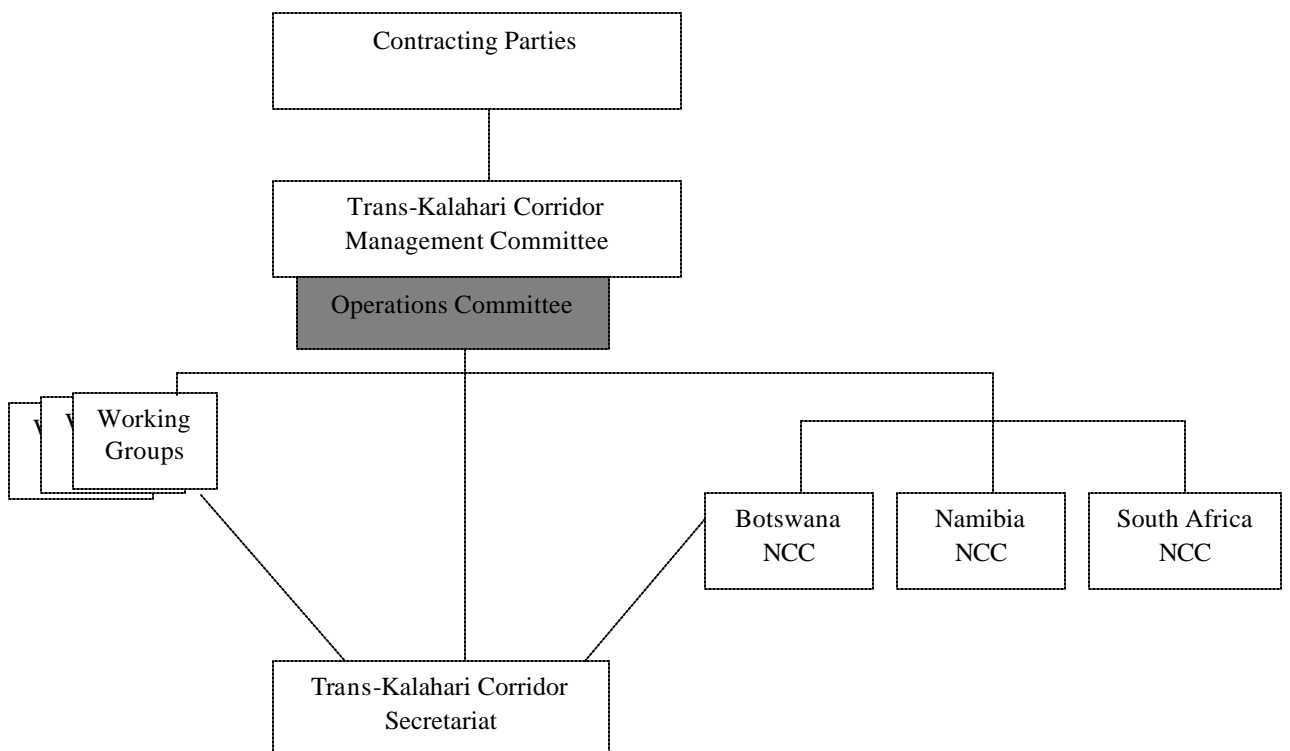 Contracting Parties
Trans-Kalahari Corridor
Management Committee
Operations Committee
Working
Groups
Botswana
NCC
Namibia
NCC
South Africa
NCC
Trans-Kalahari Corridor
Secretariat